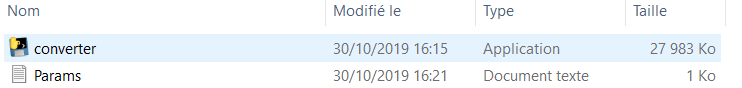 Nom Modifié le Type Taille
converter 30/10/2019 16:15 Application 27 983 Ko
Params 30/10/2019 16:21 Document texte 1 Ko